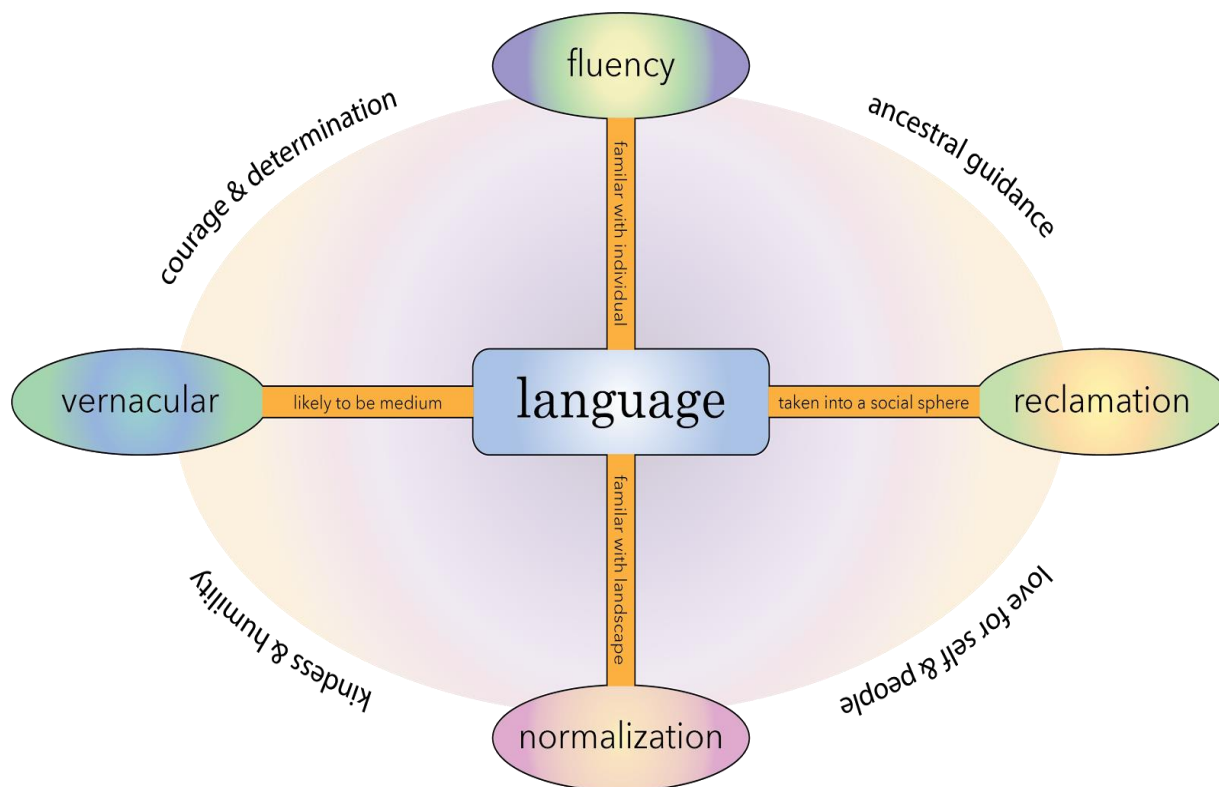 fluency
courage & determination
ancestral guidance
familar with individual
vernacular
likely to be medium
language
taken into a social sphere
reclamation
familar with landscape
kindess & humility
love for self & people
normalization